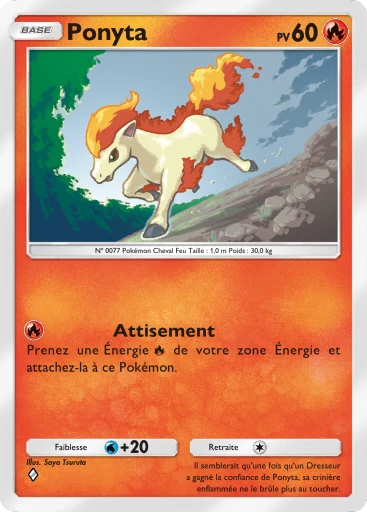 BASE Ponyta PV 60
N° 0077 Pokémon Cheval Feu Taille : 1,0 m Poids : 30,0 kg
Attisement
Prenez une Énergie de votre zone Énergie et
attachez-la à ce Pokémon.
Faiblesse +20 Retraite
Illus. Saya Tsuruta
Il semblerait qu'une fois qu'un Dresseur
a gagné la confiance de Ponyta, sa crinière
enflammée ne le brûle plus au toucher.